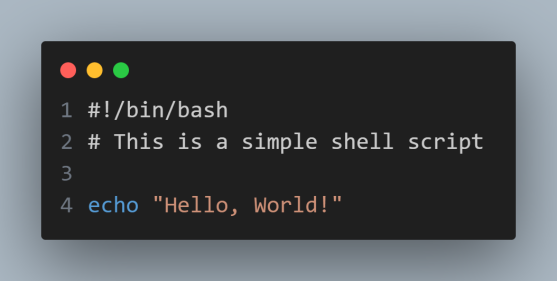 1 #!/bin/bash
2 # This is a simple shell script
3
4 echo "Hello, World!"